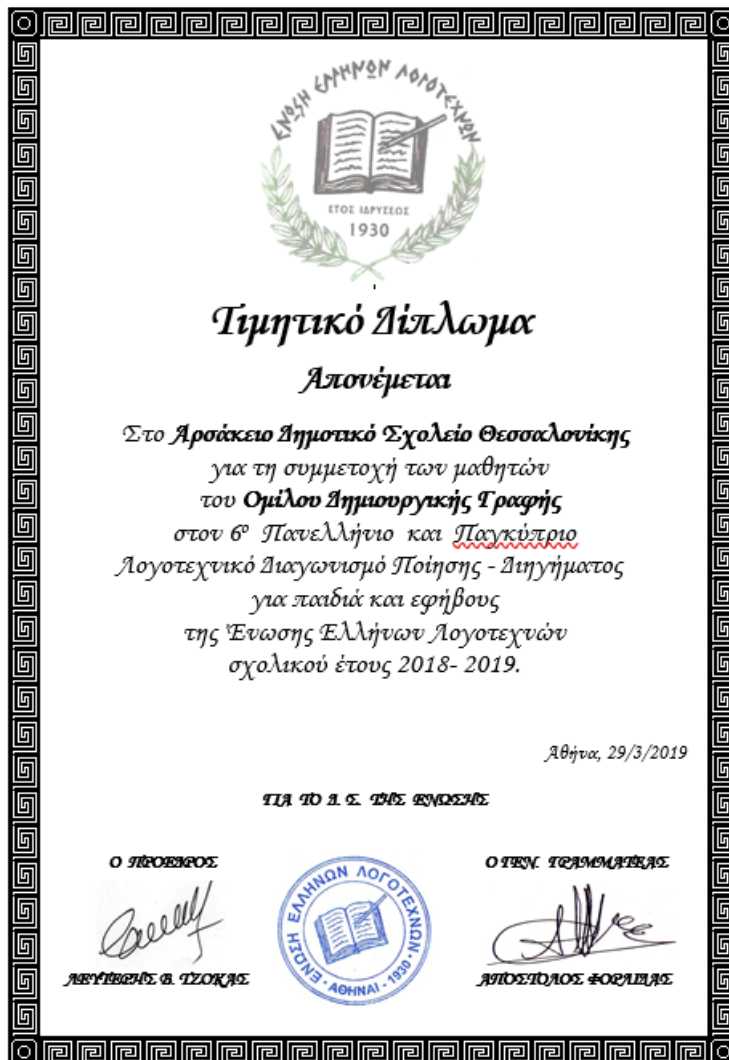 ΕΝΩΣΗ ΕΛΛΗΝΩΝ ΛΟΓΟΤΕΧΝΩΝ
ΕΤΟΣ ΙΔΡΥΣΕΩΣ
1930
Τιμητικό Δίπλωμα
Απονέμεται
Στο Αρσάκειο Δημοτικό Σχολείο Θεσσαλονίκης
για τη συμμετοχή των μαθητών
του Ομίλου Δημιουργικής Γραφής
στον 6º Πανελλήνιο και Παγκύπριο
Λογοτεχνικό Διαγωνισμό Ποίησης - Διηγήματος
για παιδιά και εφήβους
της Ένωσης Ελλήνων Λογοτεχνών
σχολικού έτους 2018- 2019.
Αθήνα, 29/3/2019
ΓΙΑ ΤΟ Δ. Σ. ΤΗΣ ΕΝΩΣΗΣ
Ο ΠΡΟΕΔΡΟΣ
Ο ΓΕΝ. ΓΡΑΜΜΑΤΕΑΣ
ΕΝΩΣΗ ΕΛΛΗΝΩΝ ΛΟΓΟΤΕΧΝΩΝ
ΑΘΗΝΑΙ - 1930
ΛΕΥΤΕΡΗΣ Β. ΤΖΟΚΑΣ
ΑΠΟΣΤΟΛΟΣ